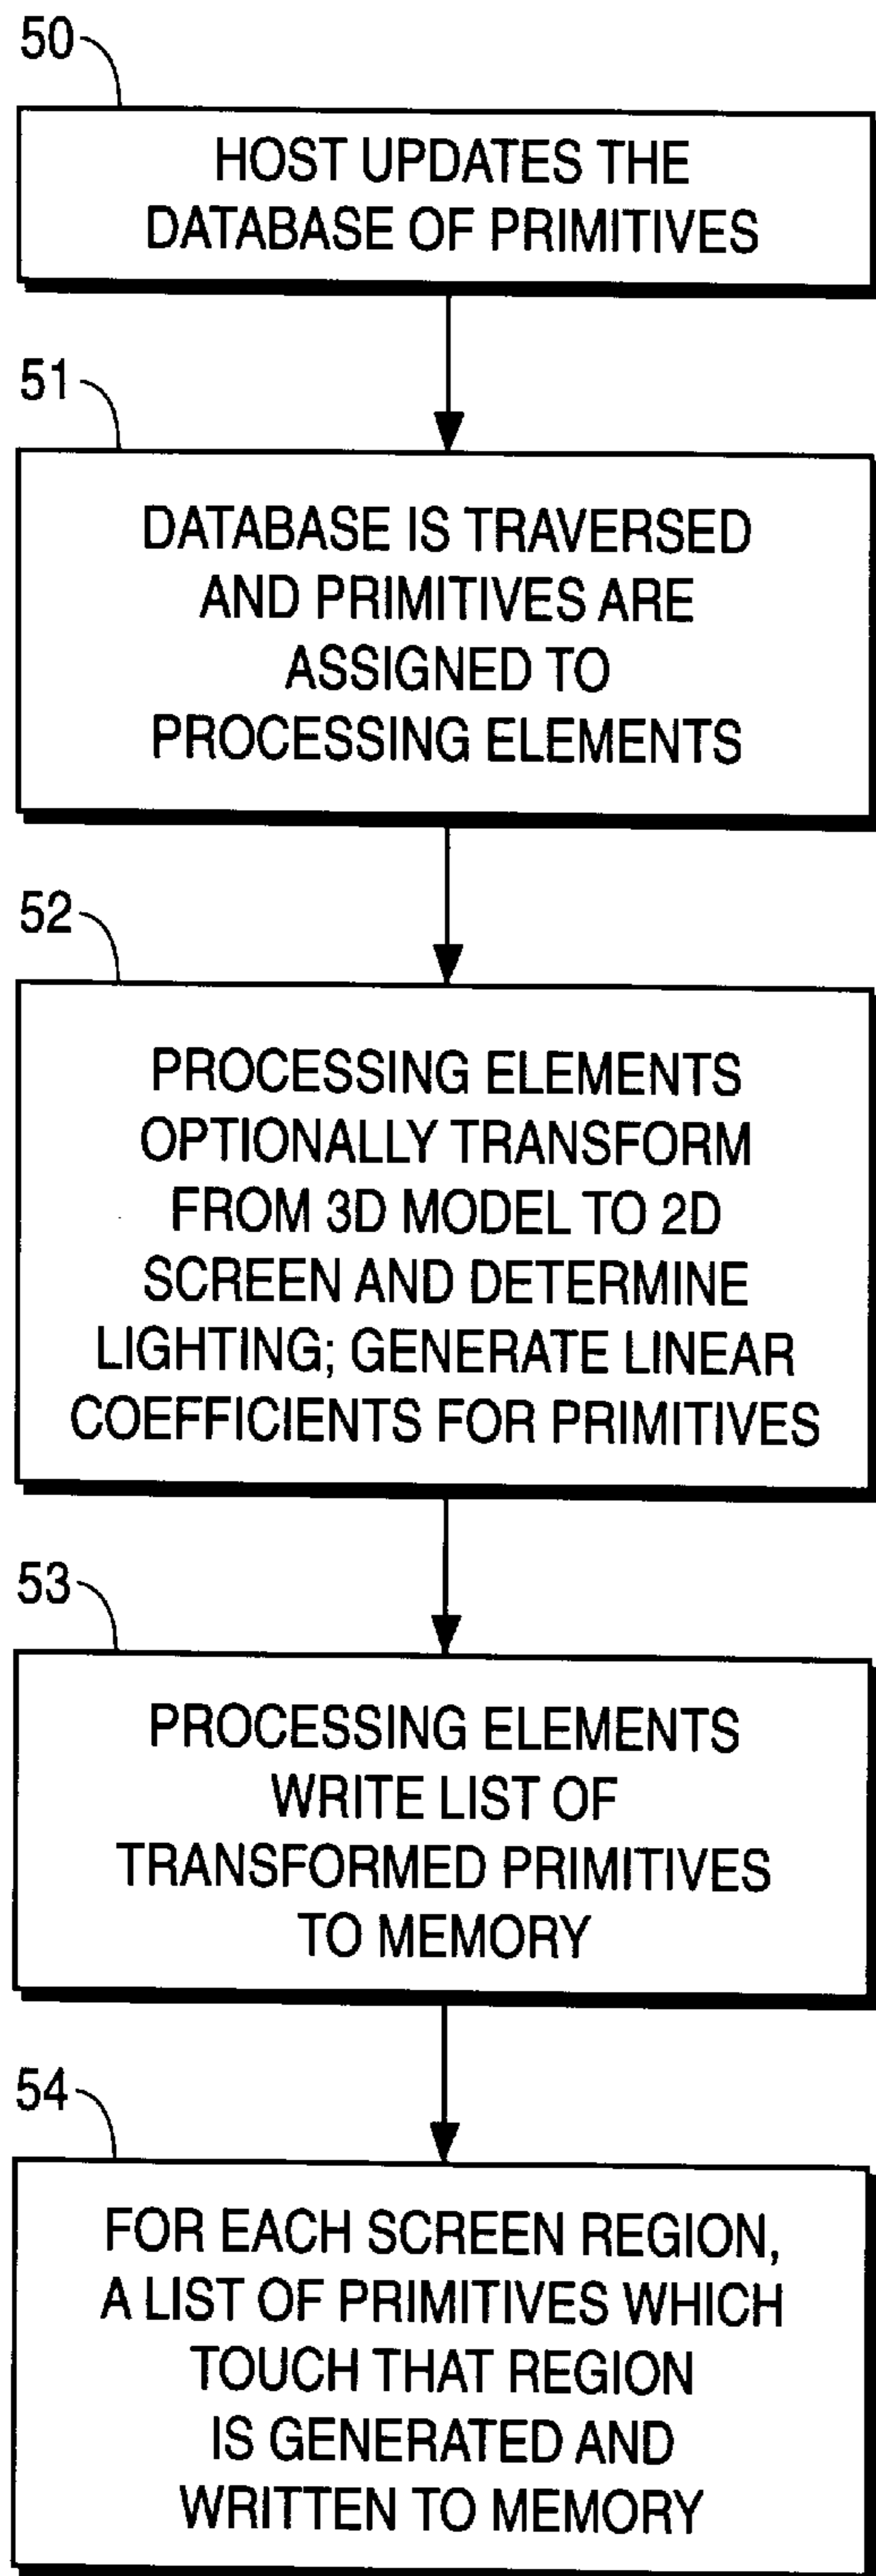 50
HOST UPDATES THE
DATABASE OF PRIMITIVES
51
DATABASE IS TRAVERSED
AND PRIMITIVES ARE
ASSIGNED TO
PROCESSING ELEMENTS
52
PROCESSING ELEMENTS
OPTIONALLY TRANSFORM
FROM 3D MODEL TO 2D
SCREEN AND DETERMINE
LIGHTING; GENERATE LINEAR
COEFFICIENTS FOR PRIMITIVES
53
PROCESSING ELEMENTS
WRITE LIST OF
TRANSFORMED PRIMITIVES
TO MEMORY
54
FOR EACH SCREEN REGION,
A LIST OF PRIMITIVES WHICH
TOUCH THAT REGION
IS GENERATED AND
WRITTEN TO MEMORY